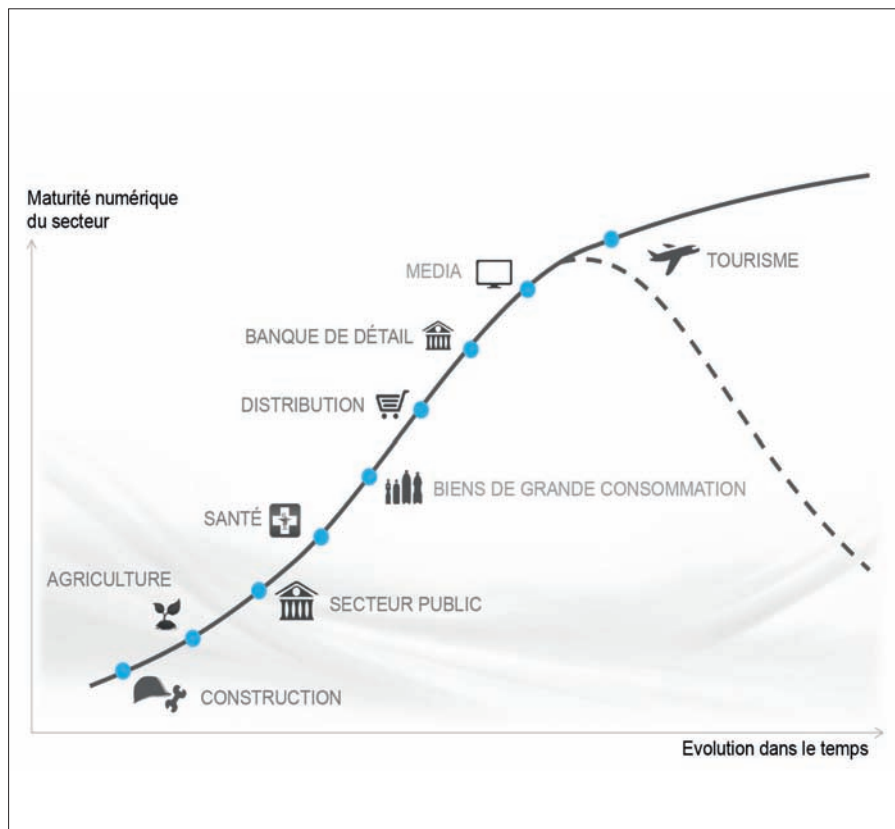 Maturité numérique
du secteur
TOURISME
MEDIA
BANQUE DE DÉTAIL
DISTRIBUTION
BIENS DE GRANDE CONSOMMATION
SANTÉ
AGRICULTURE
SECTEUR PUBLIC
CONSTRUCTION
Evolution dans le temps